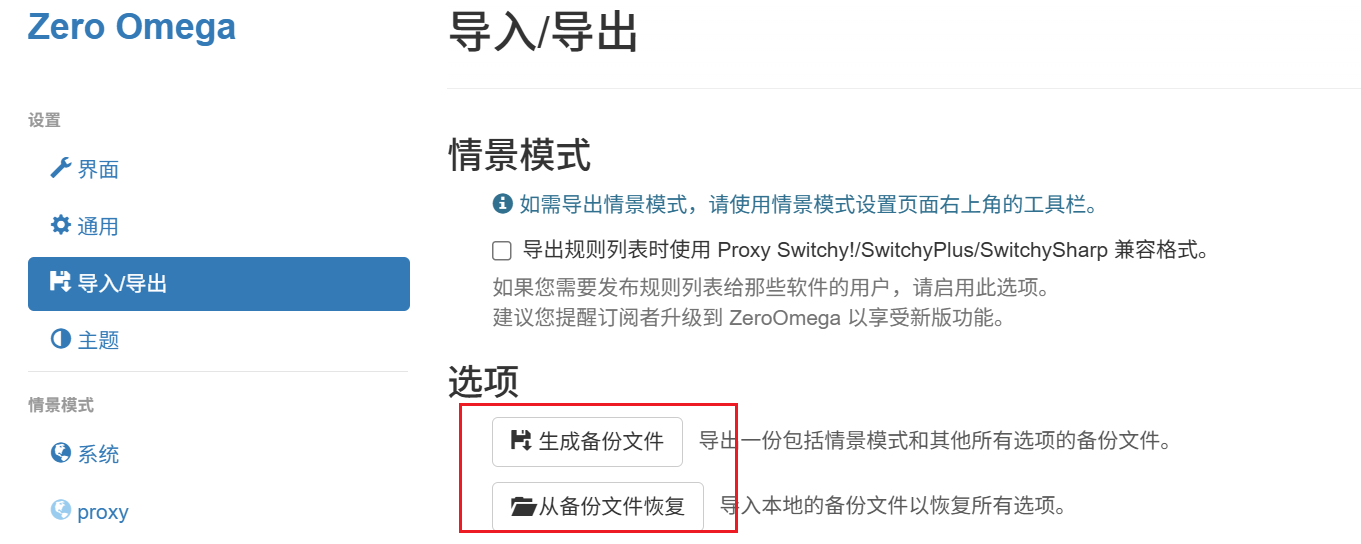 Zero Omega
设置
界面
通用
导入/导出
主题
情景模式
系统
proxy
导入/导出
情景模式
如需导出情景模式，请使用情景模式设置页面右上角的工具栏。
导出规则列表时使用 Proxy Switchy!/SwitchyPlus/SwitchySharp 兼容格式。
如果您需要发布规则列表给那些软件的用户，请启用此选项。
建议您提醒订阅者升级到 ZeroOmega 以享受新版功能。
选项
生成备份文件 导出一份包括情景模式和其他所有选项的备份文件。
从备份文件恢复 导入本地的备份文件以恢复所有选项。